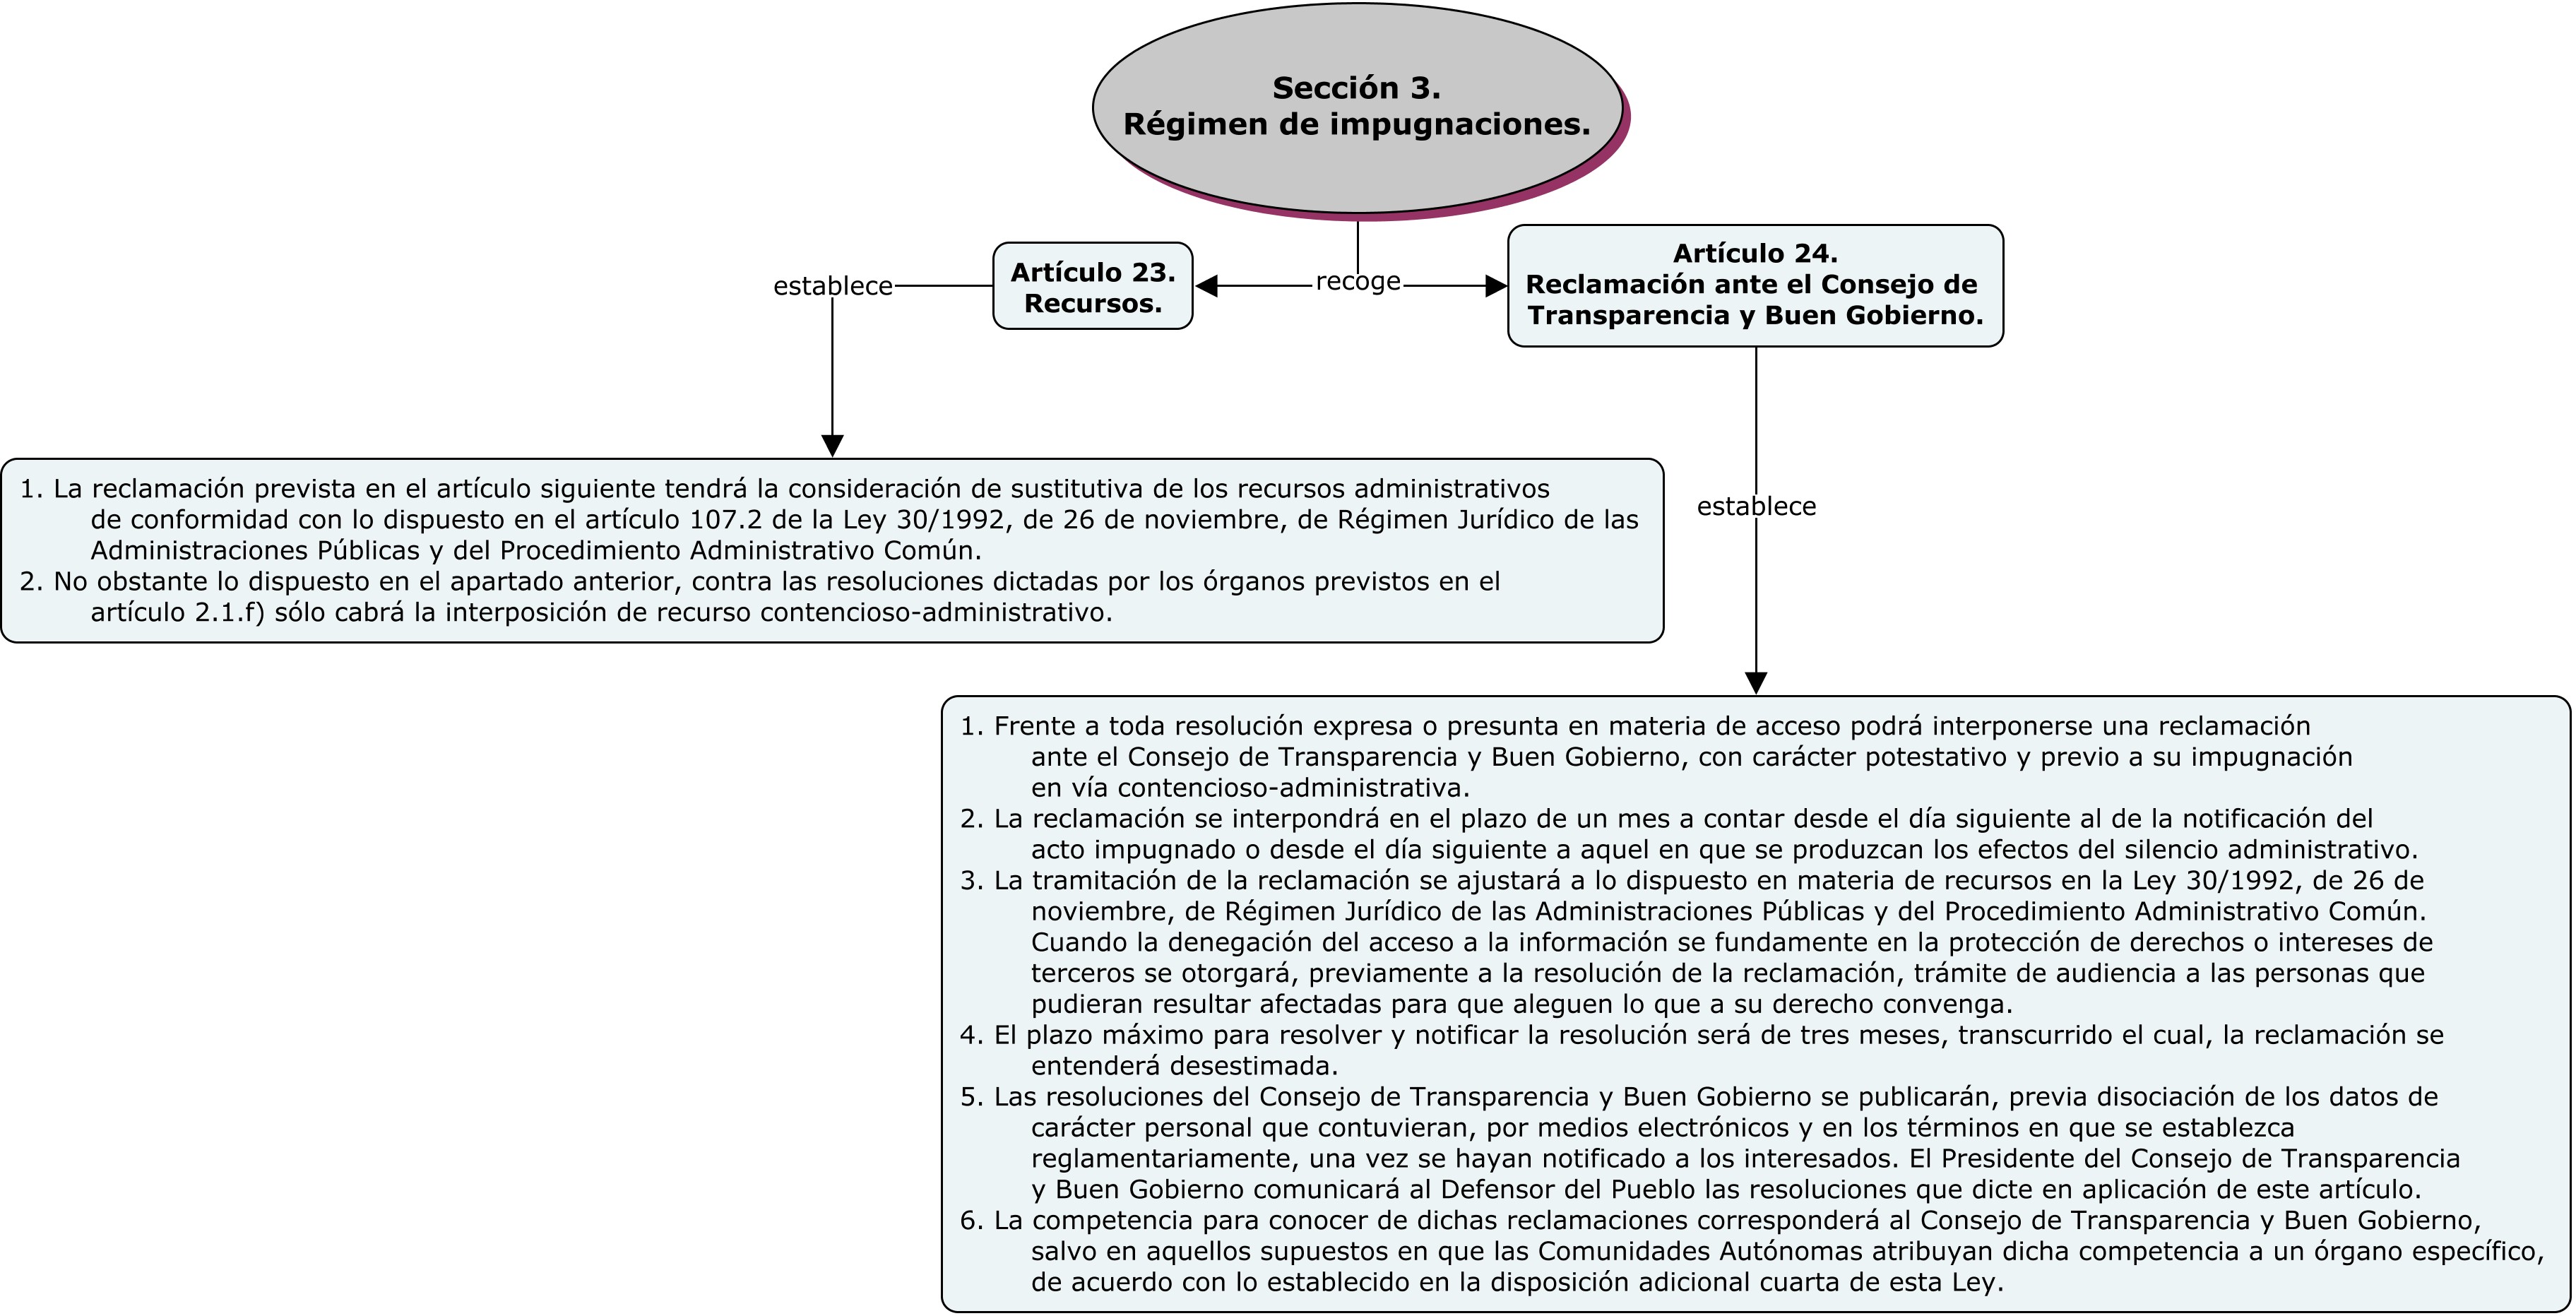 Sección 3.
Régimen de impugnaciones.
establece
Artículo 23.
Recursos.
recoge
Artículo 24.
Reclamación ante el Consejo de
Transparencia y Buen Gobierno.
1. La reclamación prevista en el artículo siguiente tendrá la consideración de sustitutiva de los recursos administrativos
de conformidad con lo dispuesto en el artículo 107.2 de la Ley 30/1992, de 26 de noviembre, de Régimen Jurídico de las
Administraciones Públicas y del Procedimiento Administrativo Común.
2. No obstante lo dispuesto en el apartado anterior, contra las resoluciones dictadas por los órganos previstos en el
artículo 2.1.f) sólo cabrá la interposición de recurso contencioso-administrativo.
establece
1. Frente a toda resolución expresa o presunta en materia de acceso podrá interponerse una reclamación
ante el Consejo de Transparencia y Buen Gobierno, con carácter potestativo y previo a su impugnación
en vía contencioso-administrativa.
2. La reclamación se interpondrá en el plazo de un mes a contar desde el día siguiente al de la notificación del
acto impugnado o desde el día siguiente a aquel en que se produzcan los efectos del silencio administrativo.
3. La tramitación de la reclamación se ajustará a lo dispuesto en materia de recursos en la Ley 30/1992, de 26 de
noviembre, de Régimen Jurídico de las Administraciones Públicas y del Procedimiento Administrativo Común.
Cuando la denegación del acceso a la información se fundamente en la protección de derechos o intereses de
terceros se otorgará, previamente a la resolución de la reclamación, trámite de audiencia a las personas que
pudieran resultar afectadas para que aleguen lo que a su derecho convenga.
4. El plazo máximo para resolver y notificar la resolución será de tres meses, transcurrido el cual, la reclamación se
entenderá desestimada.
5. Las resoluciones del Consejo de Transparencia y Buen Gobierno se publicarán, previa disociación de los datos de
carácter personal que contuvieran, por medios electrónicos y en los términos en que se establezca
reglamentariamente, una vez se hayan notificado a los interesados. El Presidente del Consejo de Transparencia
y Buen Gobierno comunicará al Defensor del Pueblo las resoluciones que dicte en aplicación de este artículo.
6. La competencia para conocer de dichas reclamaciones corresponderá al Consejo de Transparencia y Buen Gobierno,
salvo en aquellos supuestos en que las Comunidades Autónomas atribuyan dicha competencia a un órgano específico,
de acuerdo con lo establecido en la disposición adicional cuarta de esta Ley.